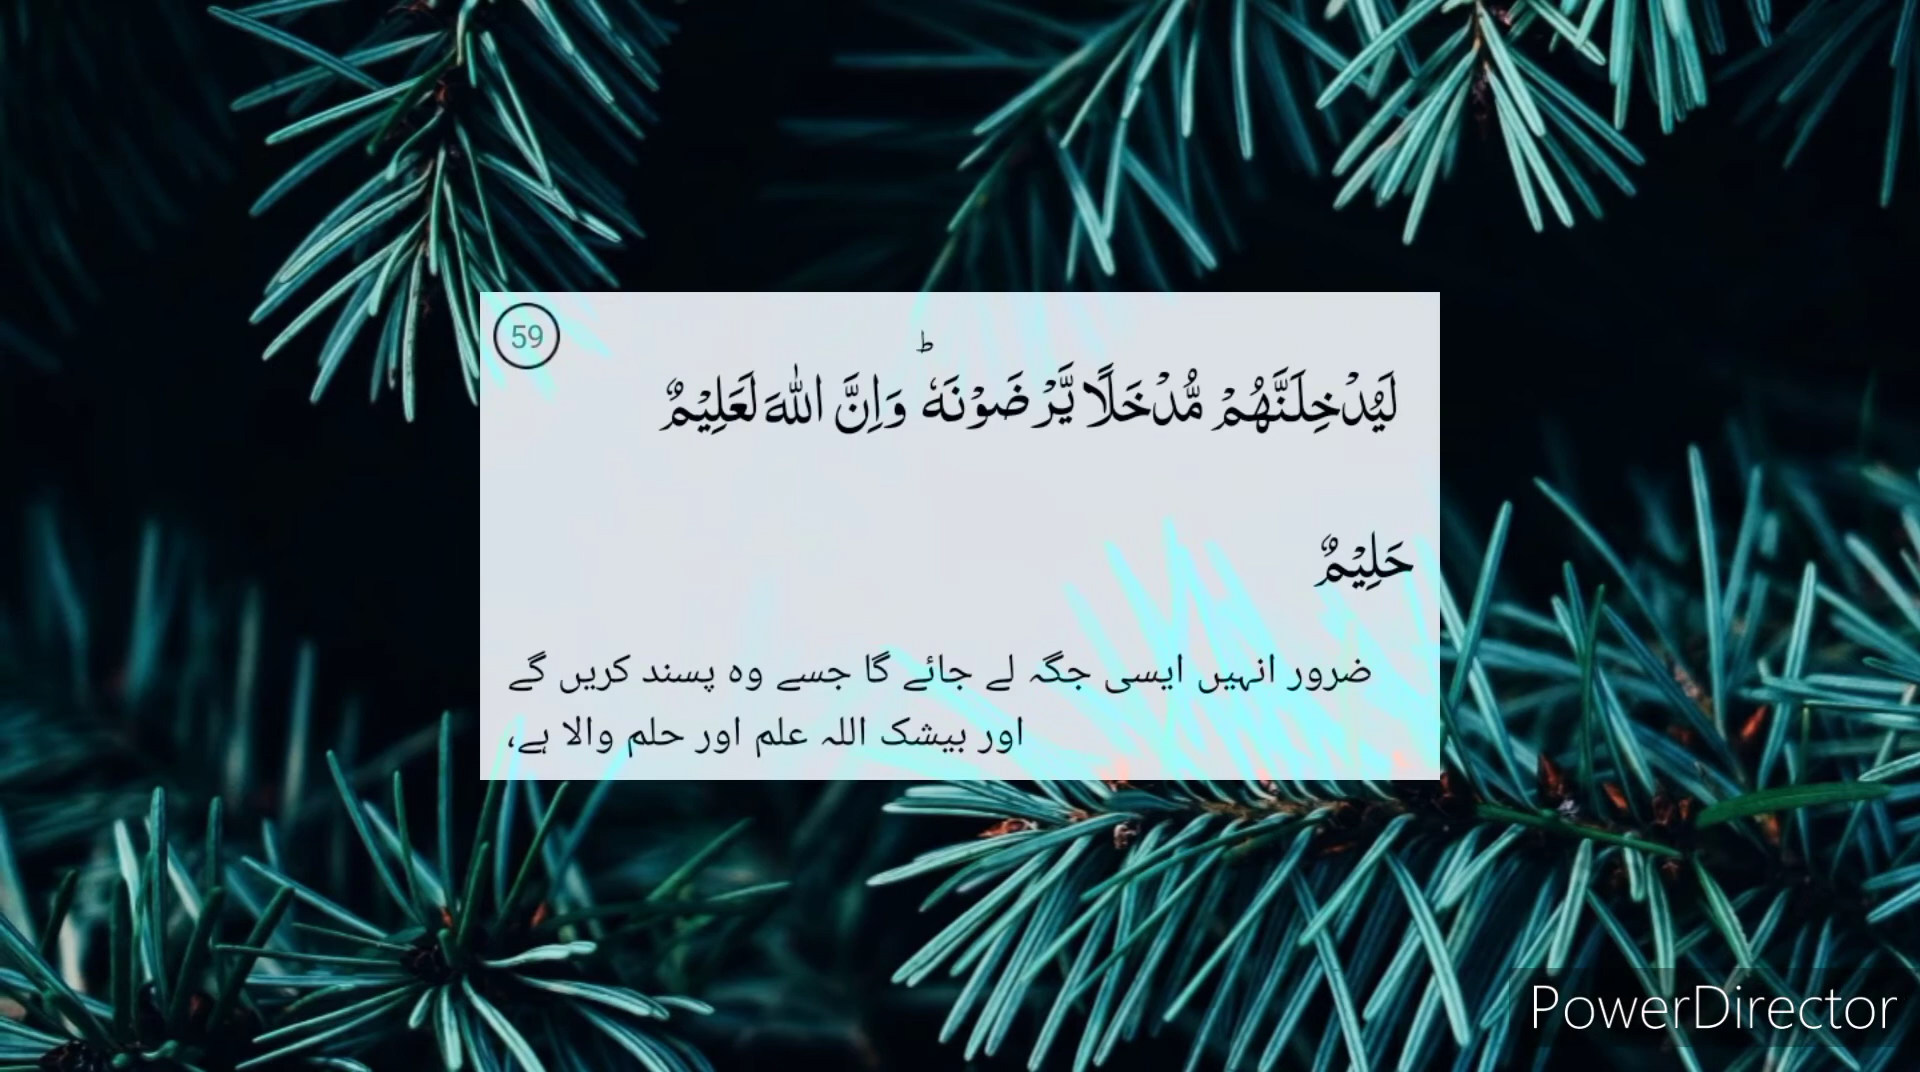 59
لَيُدْخِلَنَّهُمْ مُّدْخَلًا يَّرْضَوْنَهٗ ؕ وَاِنَّ اللّٰهَ لَعَلِيْمٌ
حَلِيْمٌ
ضرور انہیں ایسی جگہ لے جائے گا جسے وہ پسند کریں گے
اور بیشک اللہ علم اور حلم والا ہے،
PowerDirector